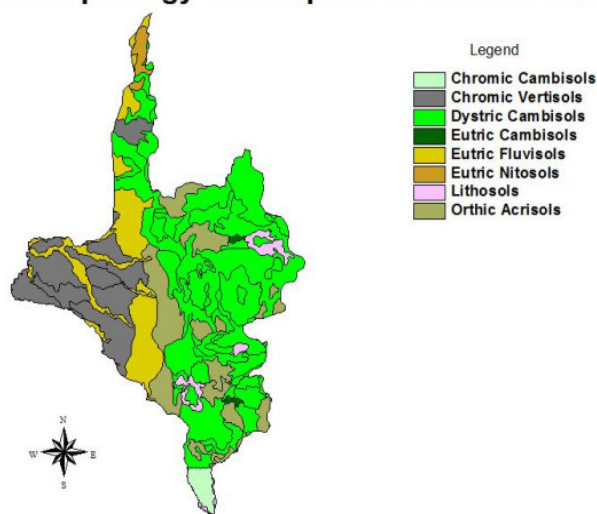 Legend
Chromic Cambisols
Chromic Vertisols
Dystric Cambisols
Eutric Cambisols
Eutric Fluvisols
Eutric Nitosols
Lithosols
Orthic Acrisols
N
W E
S